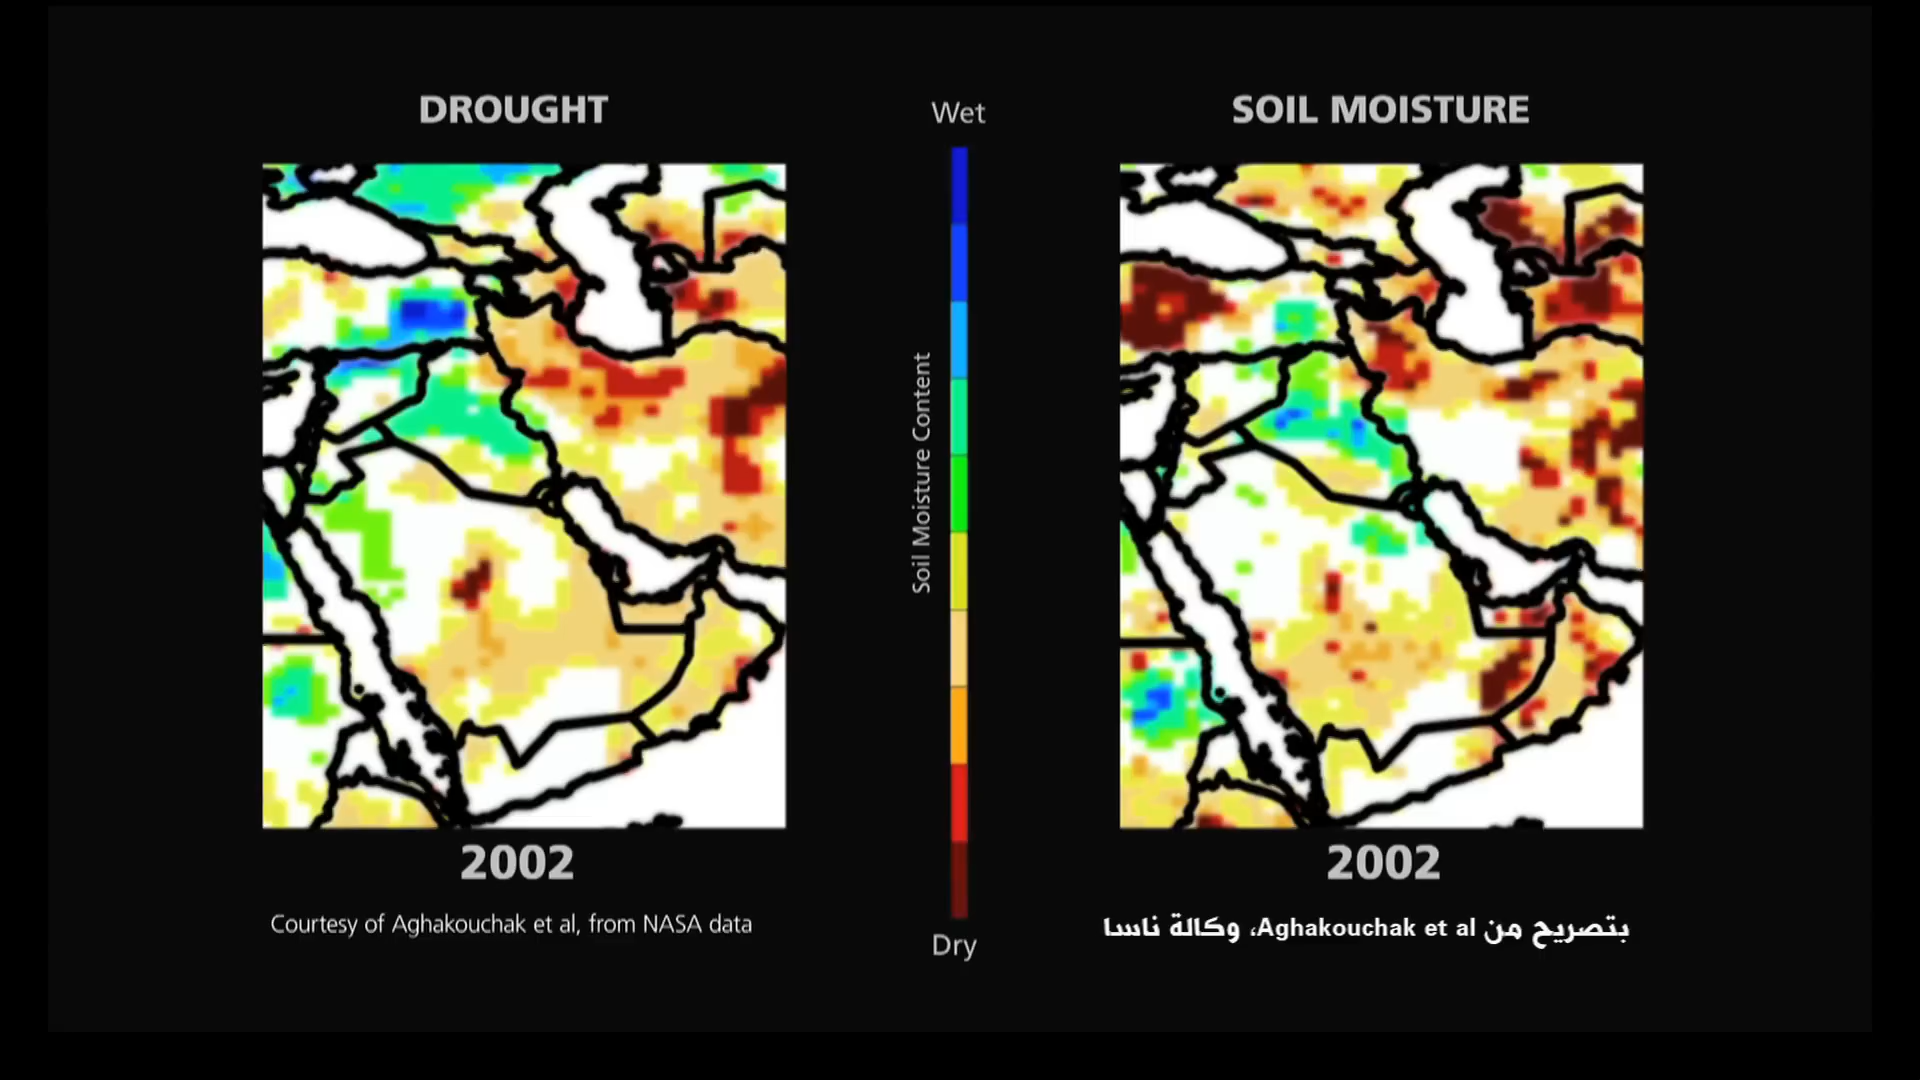 DROUGHT
Wet
SOIL MOISTURE
Soil Moisture Content
2002
2002
Courtesy of Aghakouchak et al, from NASA data
بتصريح من Aghakouchak et al، وكالة ناسا
Dry